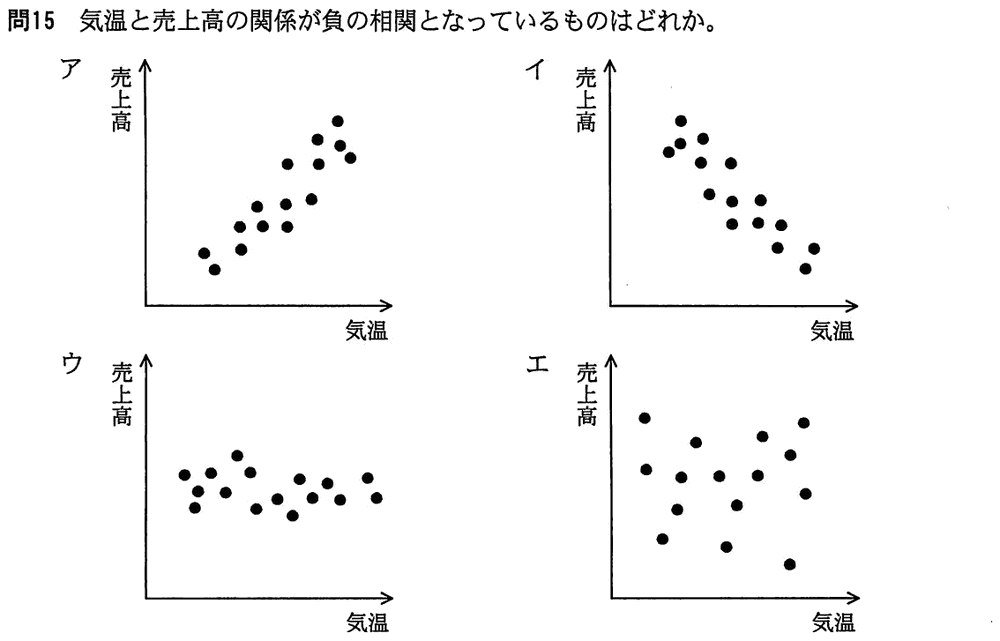 問15 気温と売上高の関係が負の相関となっているものはどれか。
ア
売上高
気温
イ
売上高
気温
ウ
売上高
気温
エ
売上高
気温